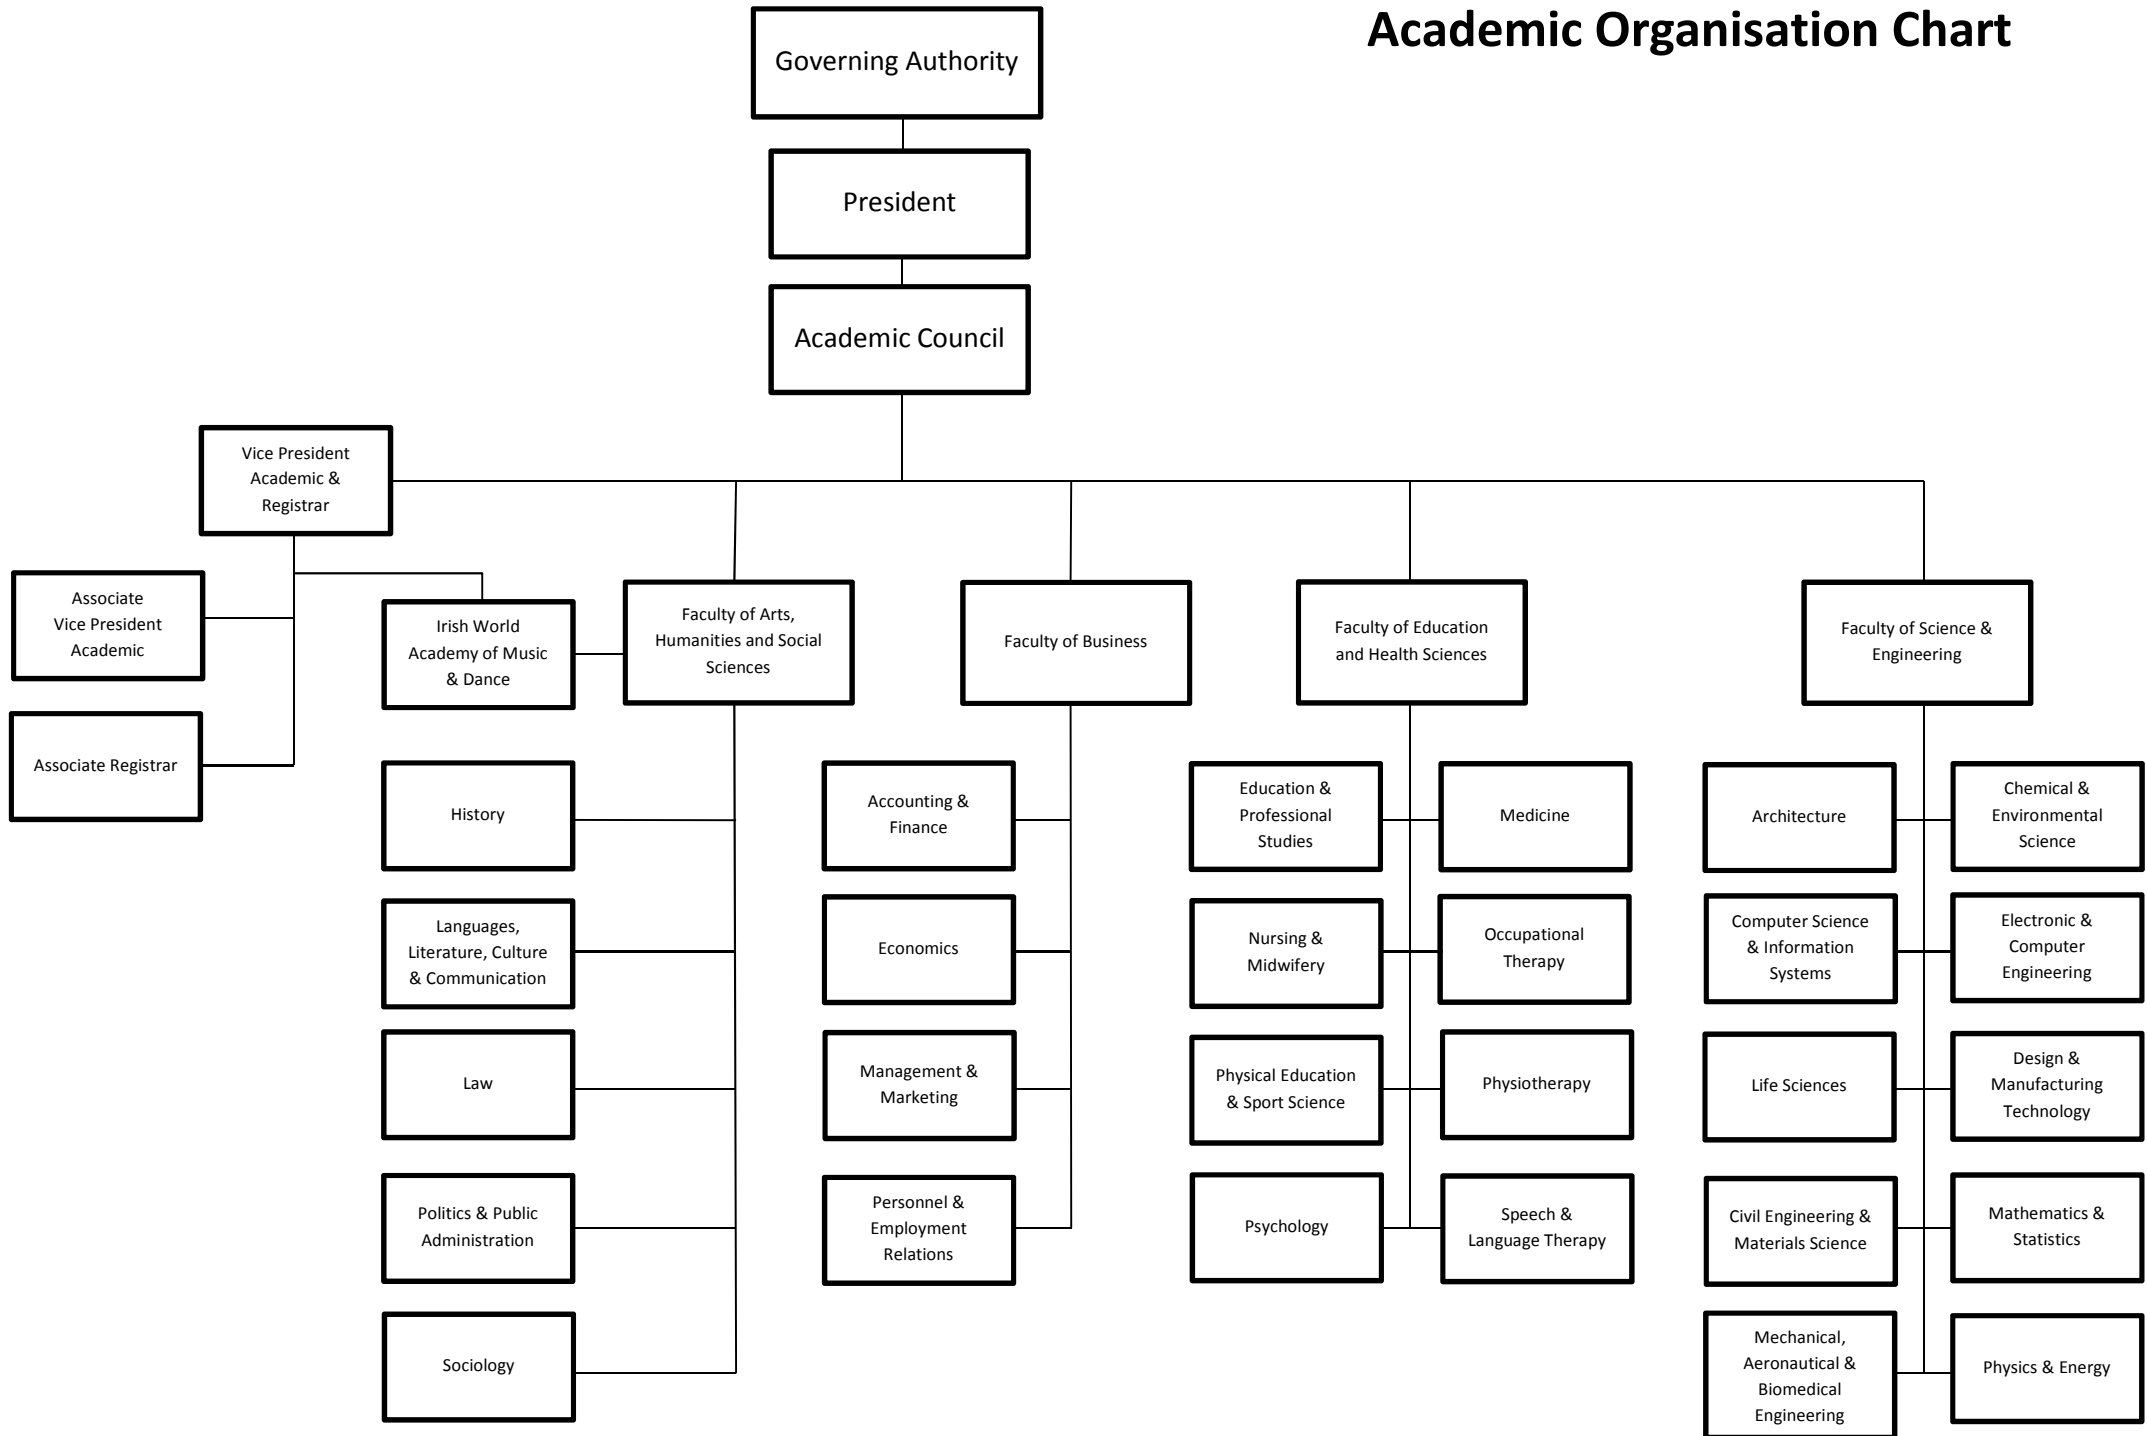 Academic Organisation Chart
Governing Authority
President
Academic Council
Vice President
Academic &
Registrar
Associate
Vice President
Academic
Associate Registrar
Irish World
Academy of Music
& Dance
Faculty of Arts,
Humanities and Social
Sciences
Faculty of Business
Faculty of Education
and Health Sciences
Faculty of Science &
Engineering
History
Languages,
Literature, Culture
& Communication
Law
Politics & Public
Administration
Sociology
Accounting &
Finance
Economics
Management &
Marketing
Personnel &
Employment
Relations
Education &
Professional
Studies
Medicine
Nursing &
Midwifery
Occupational
Therapy
Physical Education
& Sport Science
Physiotherapy
Psychology
Speech &
Language Therapy
Architecture
Chemical &
Environmental
Science
Computer Science
& Information
Systems
Electronic &
Computer
Engineering
Life Sciences
Design &
Manufacturing
Technology
Civil Engineering &
Materials Science
Mathematics &
Statistics
Mechanical,
Aeronautical &
Biomedical
Engineering
Physics & Energy